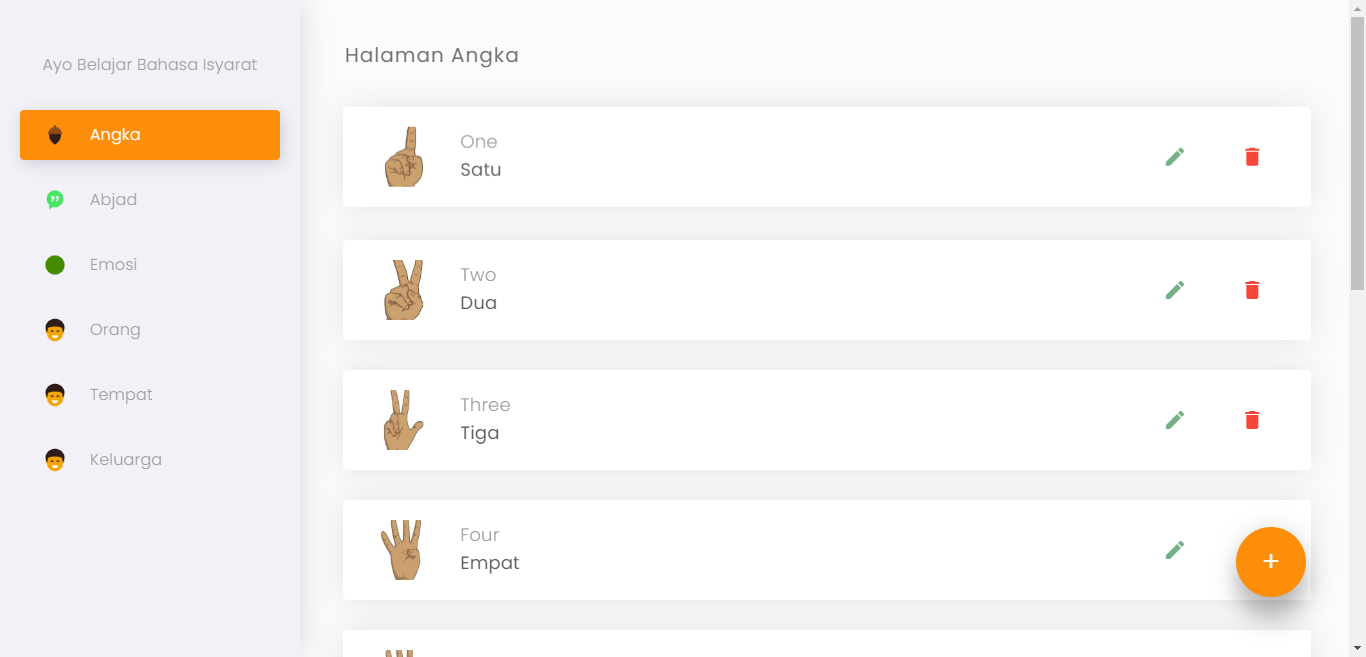 Ayo Belajar Bahasa Isyarat
Angka
Abjad
Emosi
Orang
Tempat
Keluarga
Halaman Angka
One
Satu
Two
Dua
Three
Tiga
Four
Empat
+